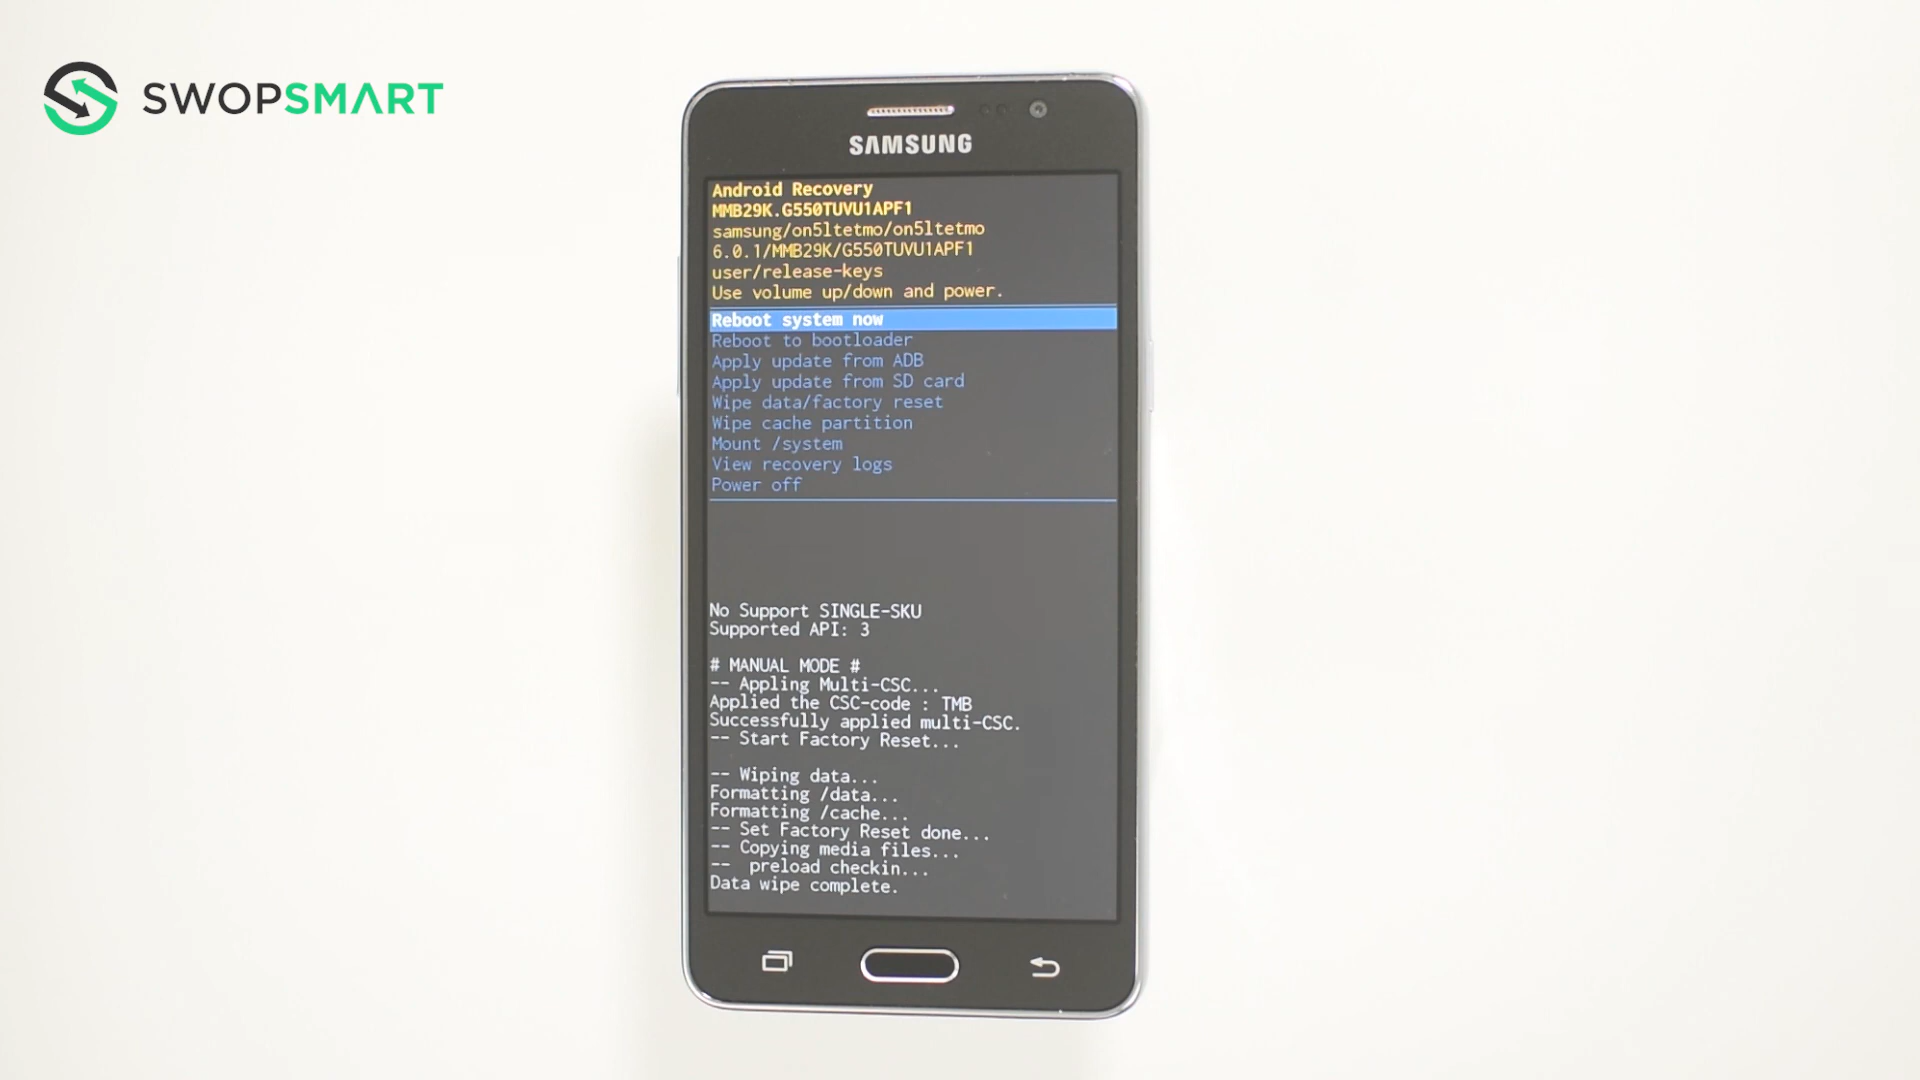 SWOPSMART
SAMSUNG
Android Recovery
MMB29K.G550TUVU1APF1
samsung/on5ltetmo/on5ltetmo
6.0.1/MMB29K/G550TUVU1APF1
user/release-keys
Use volume up/down and power.
Reboot system now
Reboot to bootloader
Apply update from ADB
Apply update from SD card
Wipe data/factory reset
Wipe cache partition
Mount /system
View recovery logs
Power off
No Support SINGLE-SKU
Supported API: 3
# MANUAL MODE #
-- Appling Multi-CSC...
Applied the CSC-code : TMB
Successfully applied multi-CSC.
-- Start Factory Reset...
-- Wiping data...
Formatting /data...
Formatting /cache...
-- Set Factory Reset done...
-- Copying media files...
--  preload checkin...
Data wipe complete.